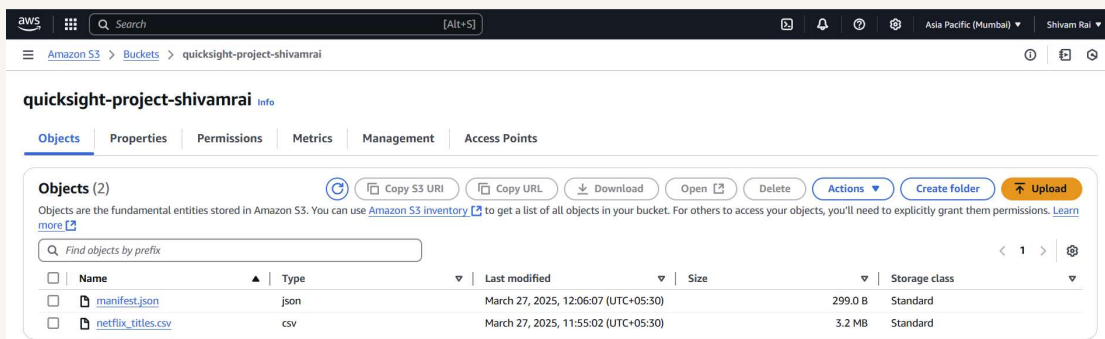 aws Search [Alt+S] Asia Pacific (Mumbai) Shivam Rai
Amazon S3 > Buckets > quicksight-project-shivamrai
quicksight-project-shivamrai Info
Objects Properties Permissions Metrics Management Access Points
Objects (2) Copy S3 URI Copy URL Download Open Delete Actions Create folder Upload
Objects are the fundamental entities stored in Amazon S3. You can use Amazon S3 inventory to get a list of all objects in your bucket. For others to access your objects, you'll need to explicitly grant them permissions. Learn
more
Find objects by prefix 1
Name Type Last modified Size Storage class
manifest.json json March 27, 2025, 12:06:07 (UTC+05:30) 299.0 B Standard
netflix_titles.csv csv March 27, 2025, 11:55:02 (UTC+05:30) 3.2 MB Standard